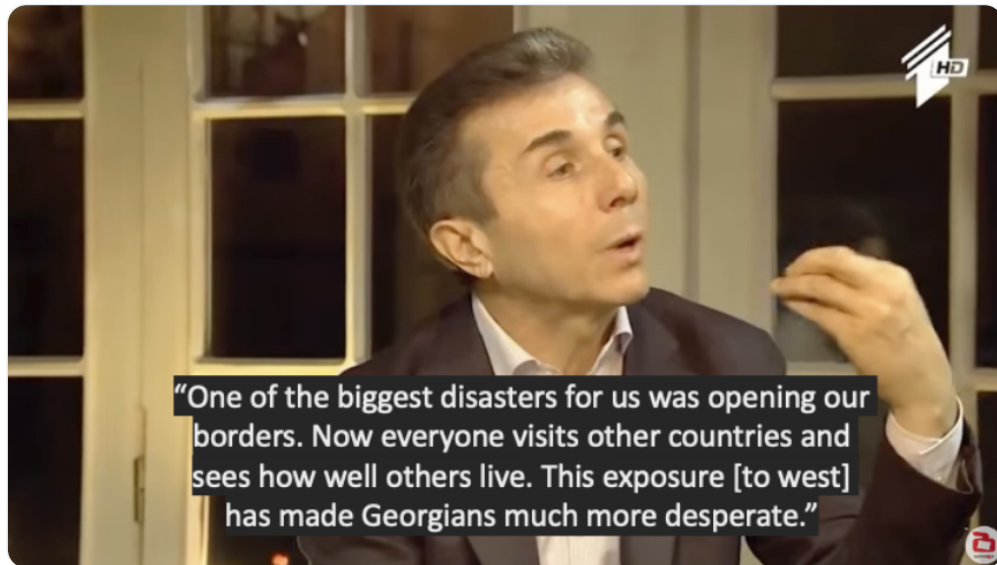 HD
“One of the biggest disasters for us was opening our
borders. Now everyone visits other countries and
sees how well others live. This exposure [to west]
has made Georgians much more desperate.”